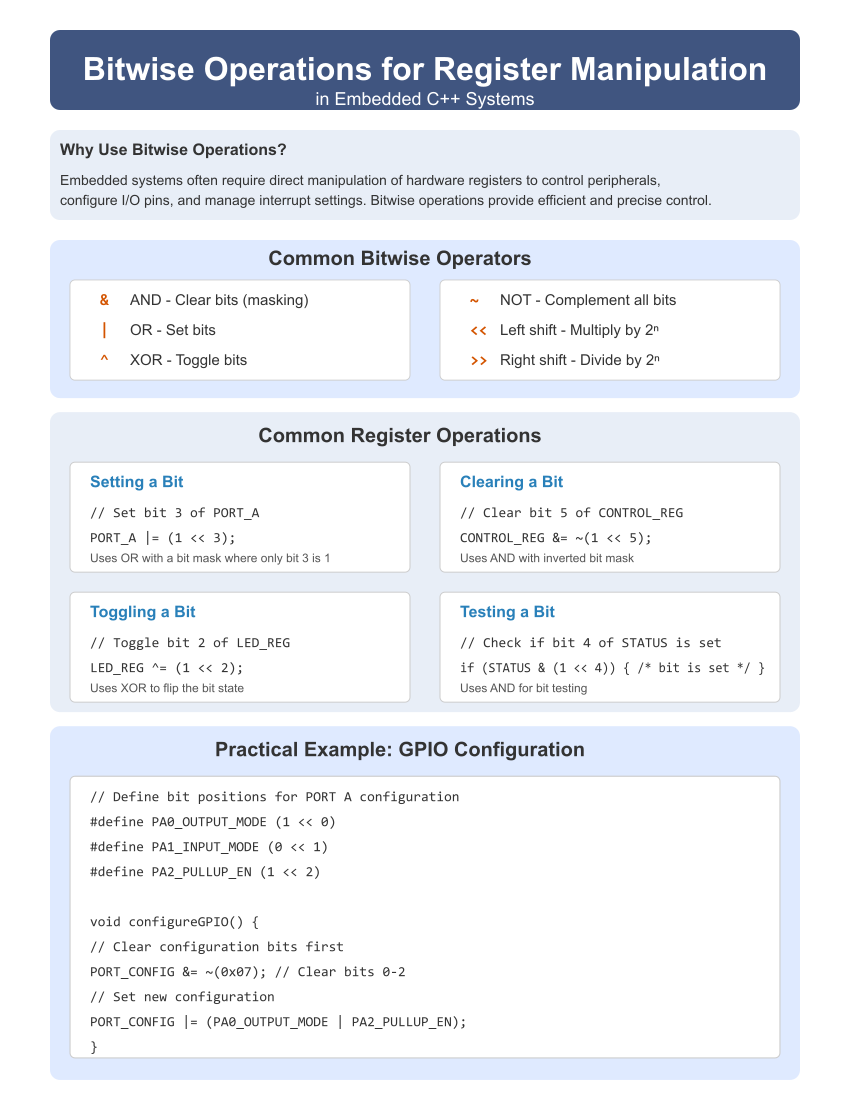 Bitwise Operations for Register Manipulation
in Embedded C++ Systems
Why Use Bitwise Operations?
Embedded systems often require direct manipulation of hardware registers to control peripherals,
configure I/O pins, and manage interrupt settings. Bitwise operations provide efficient and precise control.
Common Bitwise Operators
& AND - Clear bits (masking)
| OR - Set bits
^ XOR - Toggle bits
~ NOT - Complement all bits
<< Left shift - Multiply by 2ⁿ
>> Right shift - Divide by 2ⁿ
Common Register Operations
Setting a Bit
// Set bit 3 of PORT_A
PORT_A |= (1 << 3);
Uses OR with a bit mask where only bit 3 is 1
Clearing a Bit
// Clear bit 5 of CONTROL_REG
CONTROL_REG &= ~(1 << 5);
Uses AND with inverted bit mask
Toggling a Bit
// Toggle bit 2 of LED_REG
LED_REG ^= (1 << 2);
Uses XOR to flip the bit state
Testing a Bit
// Check if bit 4 of STATUS is set
if (STATUS & (1 << 4)) { /* bit is set */ }
Uses AND for bit testing
Practical Example: GPIO Configuration
// Define bit positions for PORT A configuration
#define PA0_OUTPUT_MODE (1 << 0)
#define PA1_INPUT_MODE (0 << 1)
#define PA2_PULLUP_EN (1 << 2)
void configureGPIO() {
// Clear configuration bits first
PORT_CONFIG &= ~(0x07); // Clear bits 0-2
// Set new configuration
PORT_CONFIG |= (PA0_OUTPUT_MODE | PA2_PULLUP_EN);
}